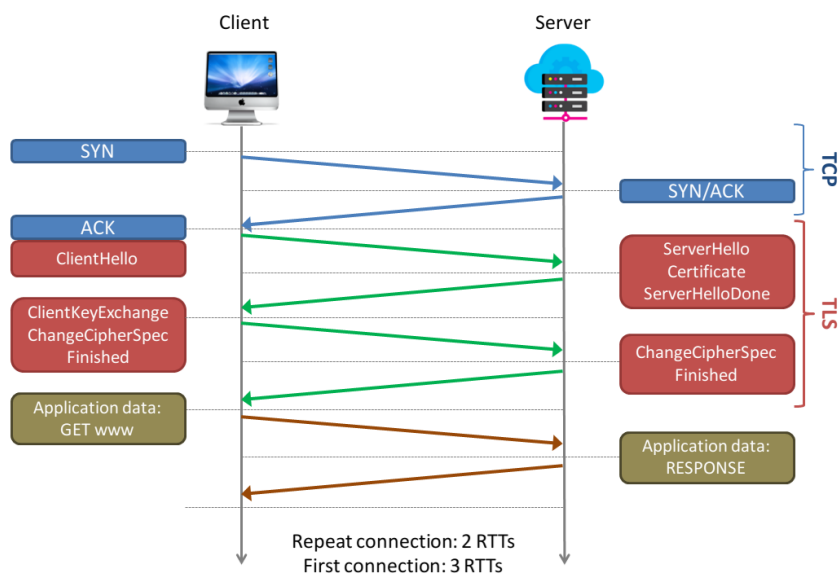 Client
Server
SYN
TCP
SYN/ACK
ACK
ClientHello
ServerHello
Certificate
ServerHelloDone
TLS
ClientKeyExchange
ChangeCipherSpec
Finished
ChangeCipherSpec
Finished
Application data:
GET www
Application data:
RESPONSE
Repeat connection: 2 RTTs
First connection: 3 RTTs